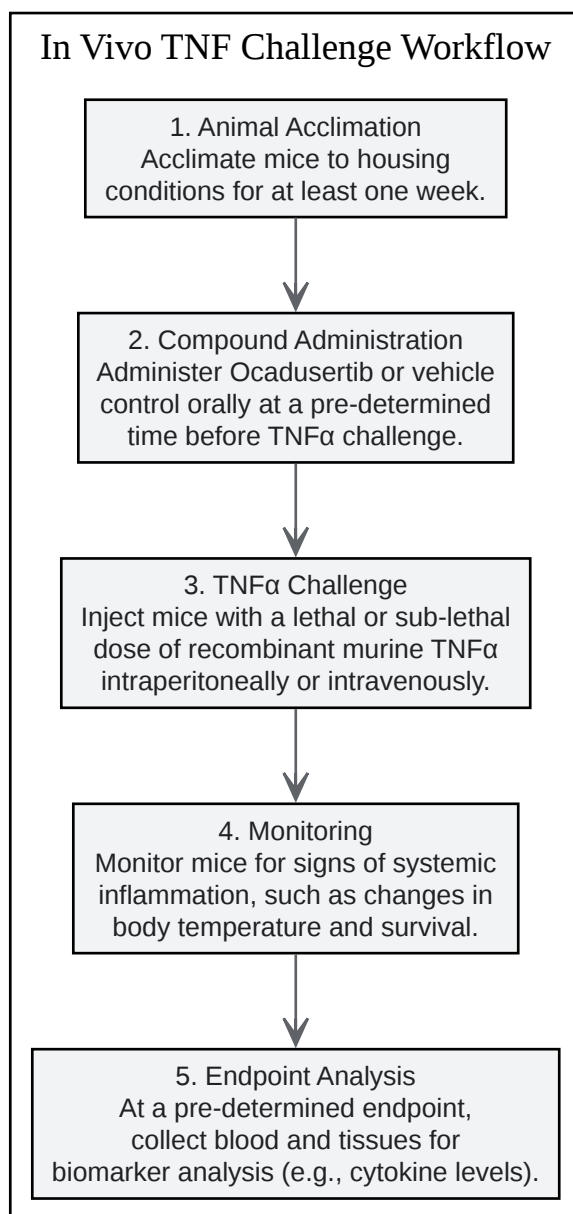 In Vivo TNF Challenge Workflow
1. Animal Acclimation
Acclimate mice to housing
conditions for at least one week.
2. Compound Administration
Administer Ocadusertib or vehicle
control orally at a pre-determined
time before TNFα challenge.
3. TNFα Challenge
Inject mice with a lethal or sub-lethal
dose of recombinant murine TNFα
intraperitoneally or intravenously.
4. Monitoring
Monitor mice for signs of systemic
inflammation, such as changes in
body temperature and survival.
5. Endpoint Analysis
At a pre-determined endpoint,
collect blood and tissues for
biomarker analysis (e.g., cytokine levels).